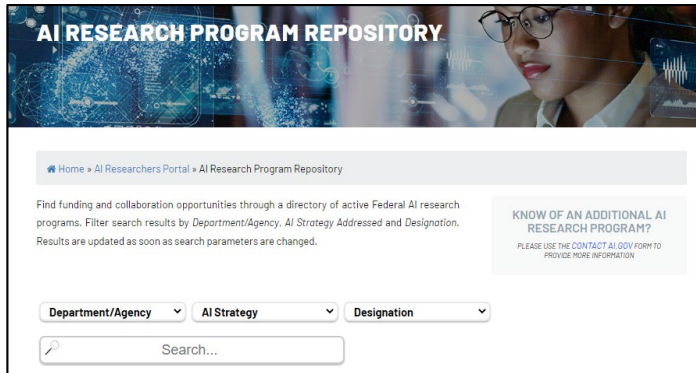 AI RESEARCH PROGRAM REPOSITORY
Home » AI Researchers Portal » AI Research Program Repository
Find funding and collaboration opportunities through a directory of active Federal AI research
programs. Filter search results by Department/Agency, AI Strategy Addressed and Designation.
Results are updated as soon as search parameters are changed.
KNOW OF AN ADDITIONAL AI
RESEARCH PROGRAM?
PLEASE USE THE CONTACT AI.GOV FORM TO
PROVIDE MORE INFORMATION
Department/Agency
AI Strategy
Designation
Search...